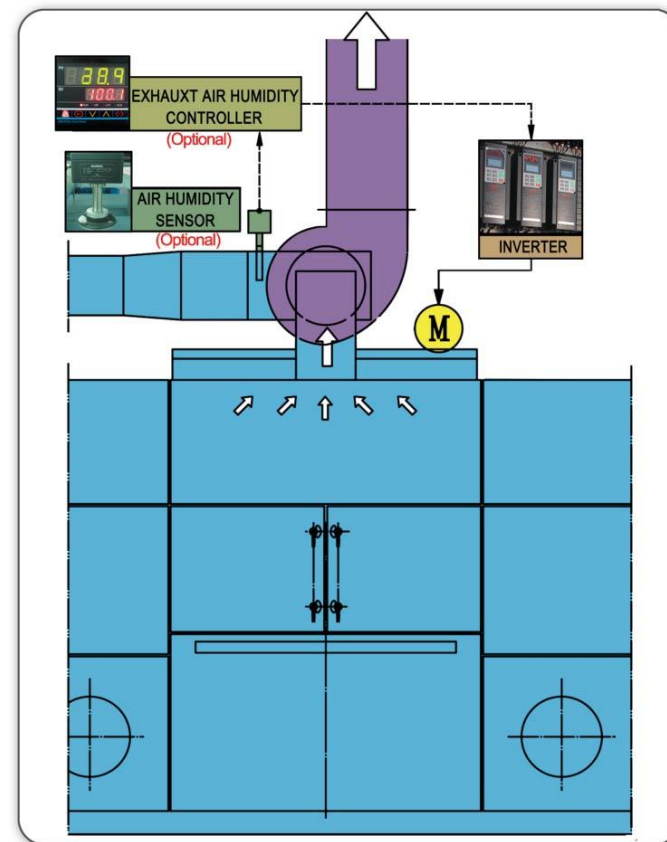 28.9
100.1
EXHAUXT AIR HUMIDITY
CONTROLLER
(Optional)
AIR HUMIDITY
SENSOR
(Optional)
INVERTER
M